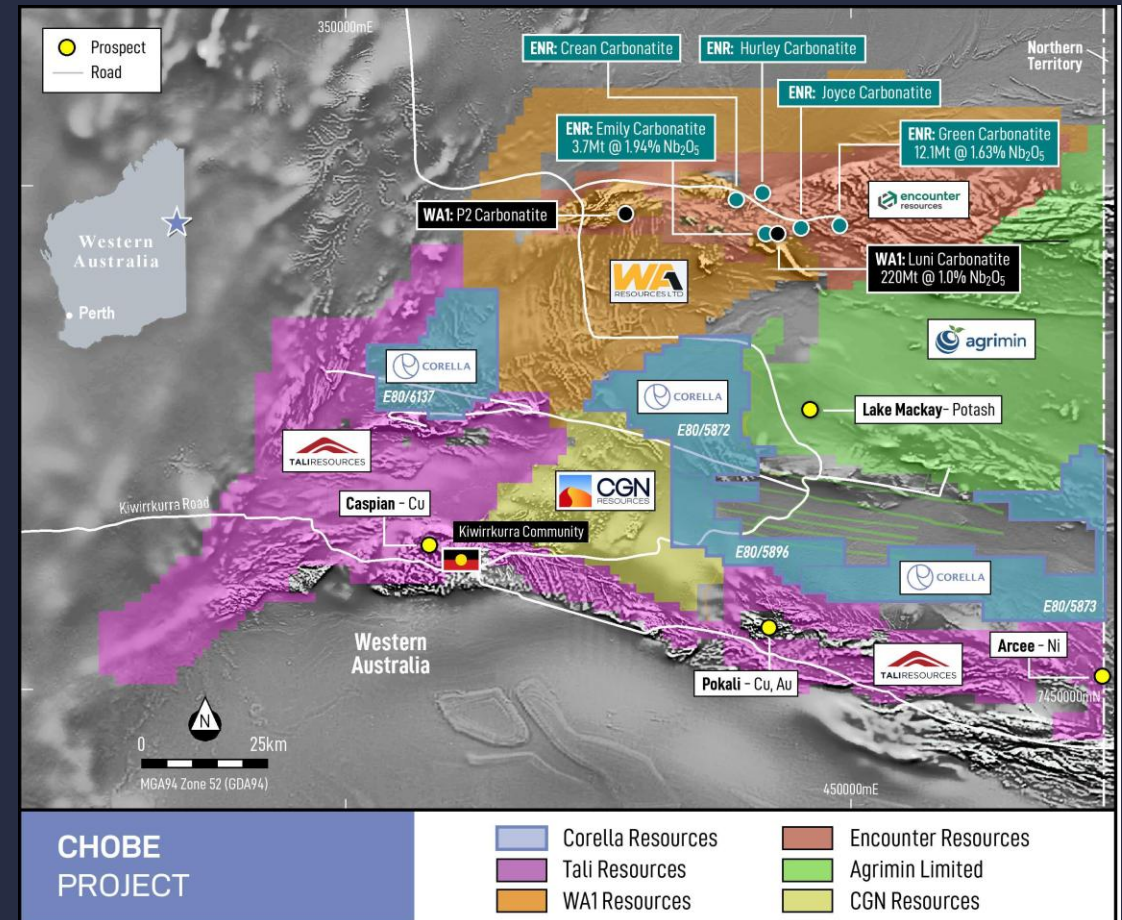 350000mE
Prospect
Road
ENR: Crean Carbonatite
ENR: Hurley Carbonatite
Northern
Territory
ENR: Joyce Carbonatite
ENR: Emily Carbonatite
3.7Mt @ 1.94% Nb₂O₅
ENR: Green Carbonatite
12.1Mt @ 1.63% Nb₂O₅
encounter
resources
WA1: P2 Carbonatite
Western
Australia
Perth
WA1: Luni Carbonatite
220Mt @ 1.0% Nb₂O₅
WA
RESOURCES LTD
agrimin
CORELLA
E80/6137
CORELLA
E80/5872
Lake Mackay– Potash
TALIRESOURCES
CGN
RESOURCES
Caspian – Cu
Kiwirrkurra Road
Kiwirrkurra Community
E80/5896
CORELLA
E80/5873
Western
Australia
Arcee – Ni
TALIRESOURCES
Pokali – Cu, Au
7450000mN
N
0 25km
MGA94 Zone 52 (GDA94)
450000mE
CHOBE
PROJECT
Corella Resources
Tali Resources
WA1 Resources
Encounter Resources
Agrimin Limited
CGN Resources